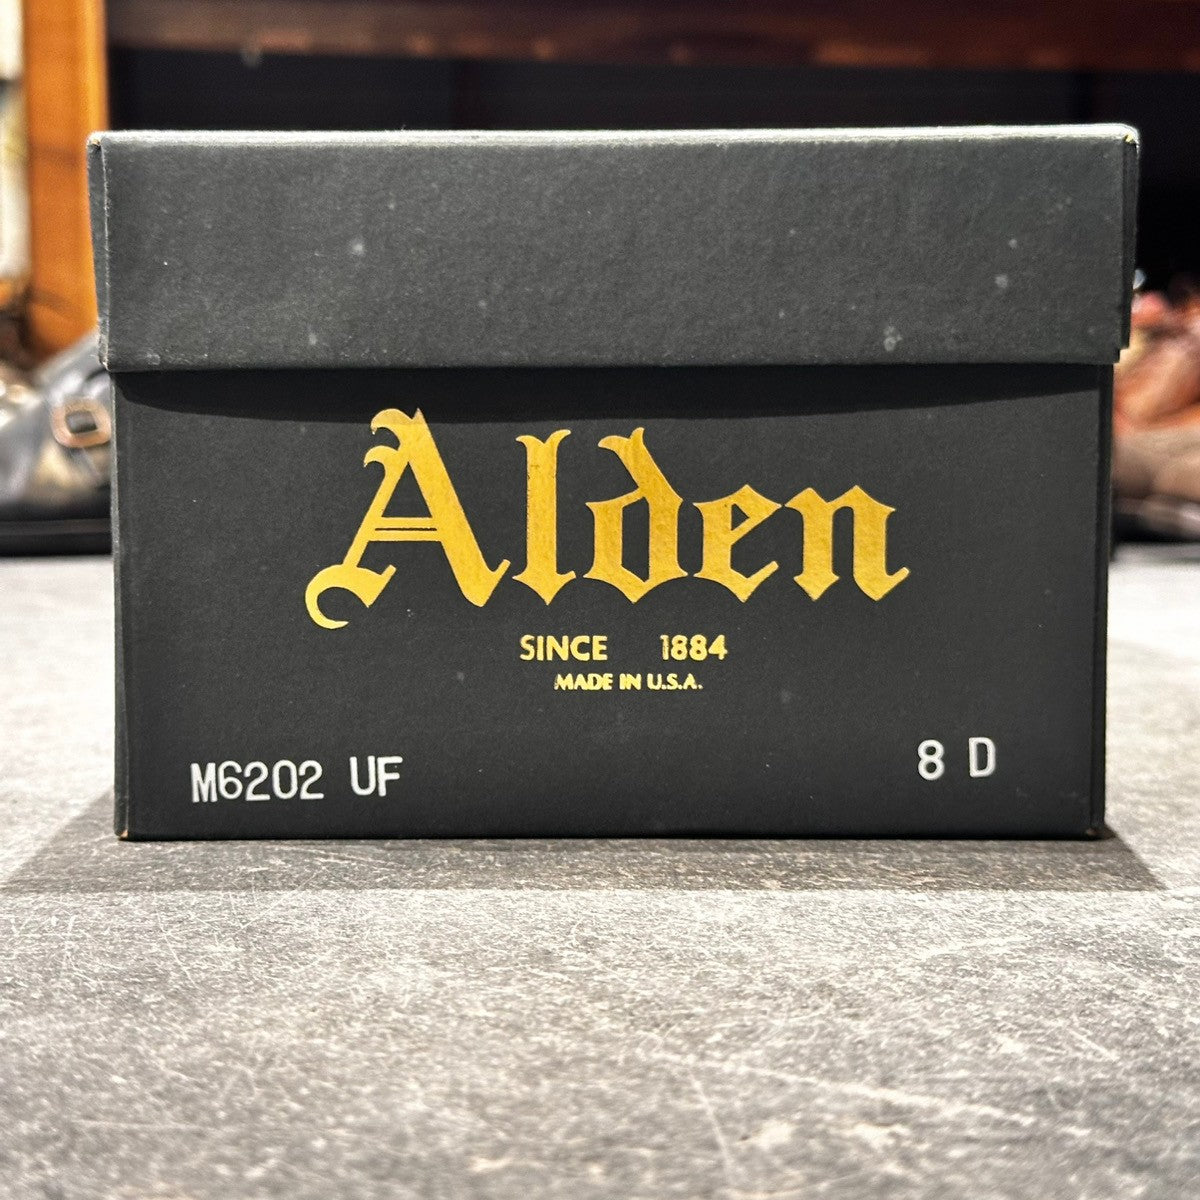 Alden
SINCE 1884
MADE IN U.S.A.
M6202 UF 8 D